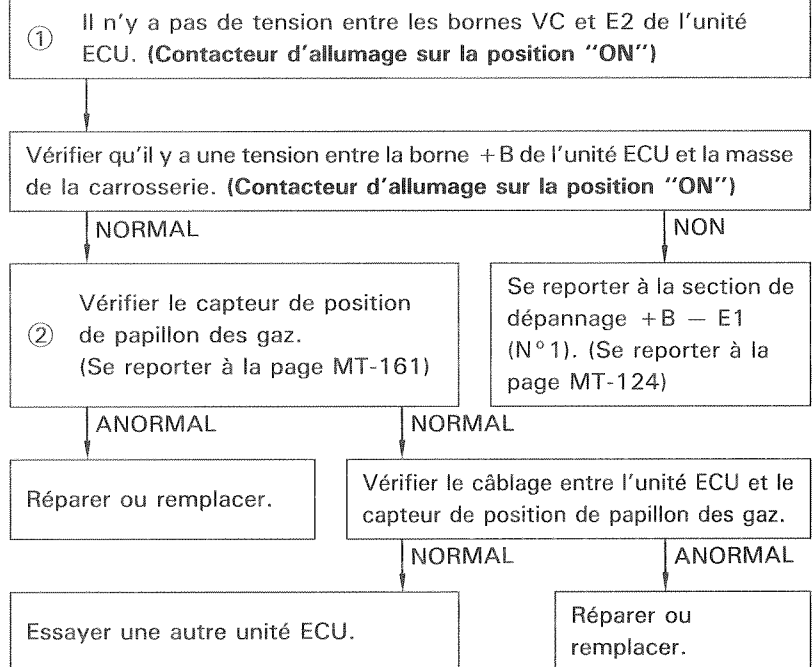 ① Il n'y a pas de tension entre les bornes VC et E2 de l'unité
ECU. (Contacteur d'allumage sur la position "ON")
Vérifier qu'il y a une tension entre la borne +B de l'unité ECU et la masse
de la carrosserie. (Contacteur d'allumage sur la position "ON")
NORMAL
NON
② Vérifier le capteur de position
de papillon des gaz.
(Se reporter à la page MT-161)
Se reporter à la section de
dépannage +B — E1
(N°1). (Se reporter à la
page MT-124)
ANORMAL
NORMAL
Réparer ou remplacer.
Vérifier le câblage entre l'unité ECU et le
capteur de position de papillon des gaz.
NORMAL
ANORMAL
Essayer une autre unité ECU.
Réparer ou
remplacer.